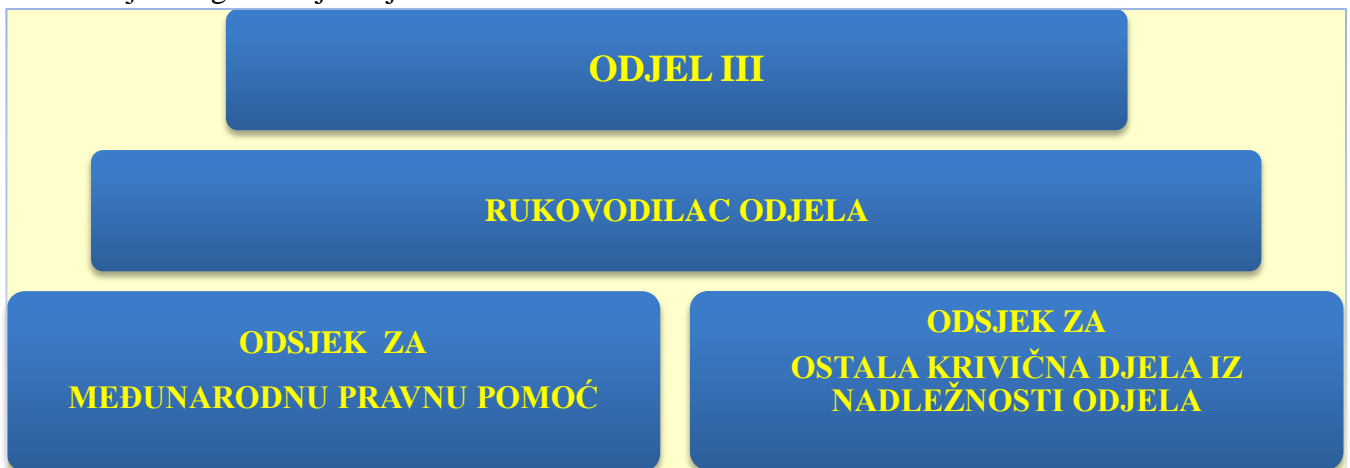 ODJEL III
RUKOVODILAC ODJELA
ODSJEK ZA
MEĐUNARODNU PRAVNU POMOĆ
ODSJEK ZA
OSTALA KRIVIČNA DJELA IZ
NADLEŽNOSTI ODJELA